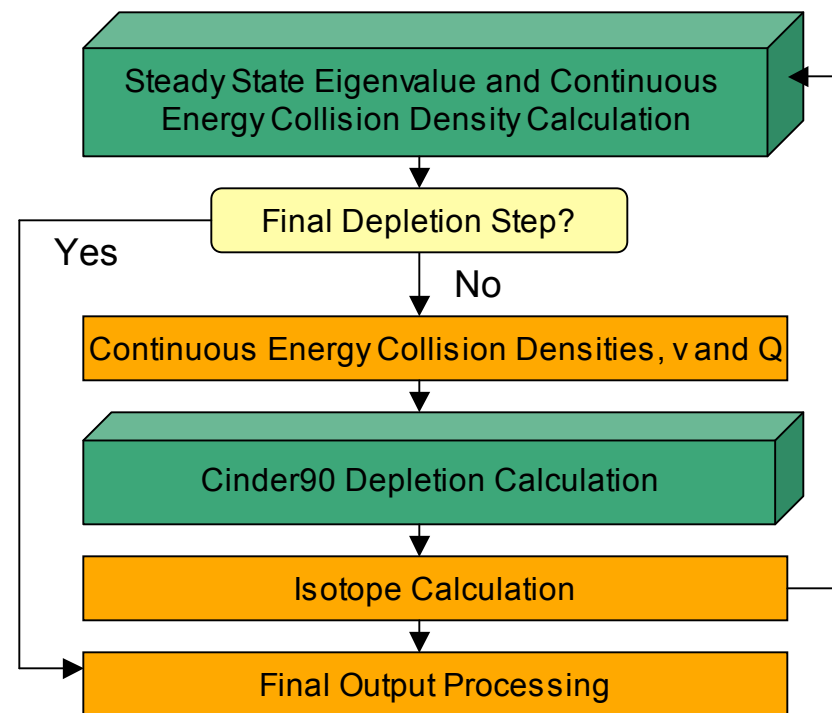 Steady State Eigenvalue and Continuous
Energy Collision Density Calculation
Final Depletion Step?
Yes
No
Continuous Energy Collision Densities, v and Q
Cinder90 Depletion Calculation
Isotope Calculation
Final Output Processing